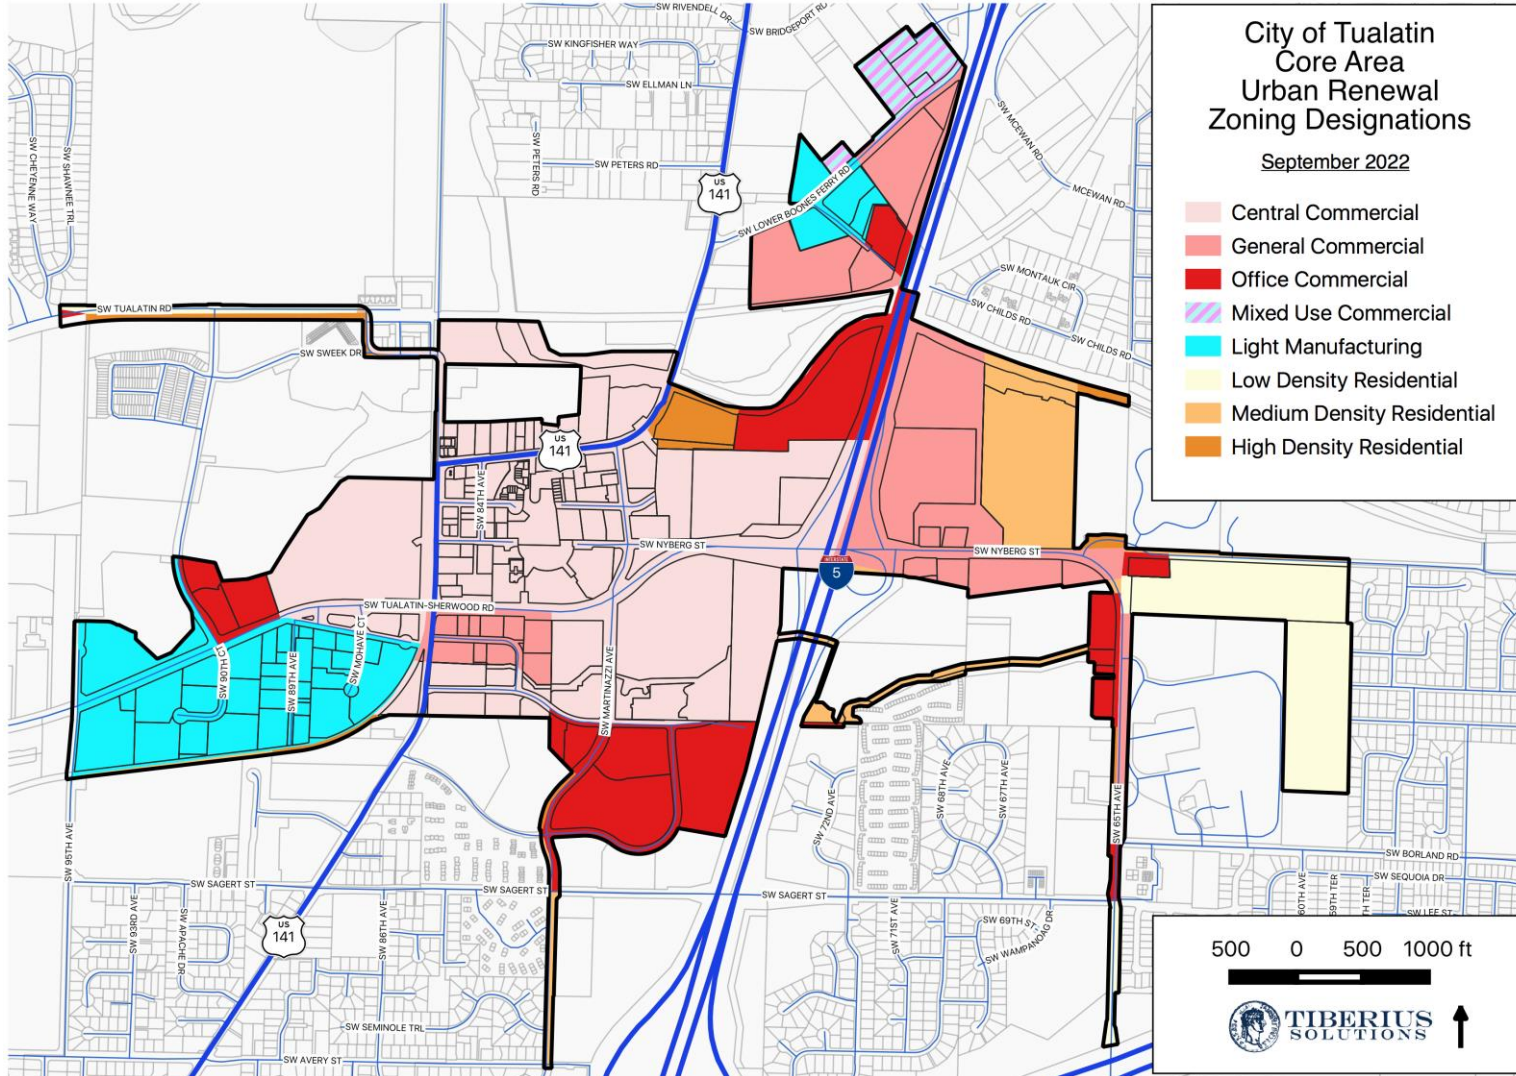 City of Tualatin
Core Area
Urban Renewal
Zoning Designations
September 2022
Central Commercial
General Commercial
Office Commercial
Mixed Use Commercial
Light Manufacturing
Low Density Residential
Medium Density Residential
High Density Residential
SW RIVENDELL DR
SW BRIDGEPORT RD
SW KINGFISHER WAY
SW ELLMAN LN
SW PETERS RD
SW PETERS RD
SW CHEYENNE WAY
SW SHAWNEE TRL
US
141
SW LOWER BOONES FERRY RD
SW MCEWAN RD
MCEWAN RD
SW MONTAUK CIR
SW CHILDS RD
SW CHILDS RD
SW TUALATIN RD
SW SWEEK DR
US
141
SW 84TH AVE
SW NYBERG ST
SW NYBERG ST
5
SW TUALATIN-SHERWOOD RD
SW MOHAVE CT
SW 90TH CT
SW 89TH AVE
SW MARTINAZZI AVE
SW 95TH AVE
SW 72ND AVE
SW 68TH AVE
SW 67TH AVE
SW 65TH AVE
SW BORLAND RD
SW SEQUOIA DR
SW SAGERT ST
SW SAGERT ST
SW SAGERT ST
60TH AVE
59TH TER
TH TER
SW LEE ST
SW 93RD AVE
SW APACHE DR
US
141
SW 86TH AVE
SW 71ST AVE
SW 69TH ST
SW WAMPANOAG DR
SW SEMINOLE TRL
SW AVERY ST
500 0 500 1000 ft
TIBERIUS
SOLUTIONS